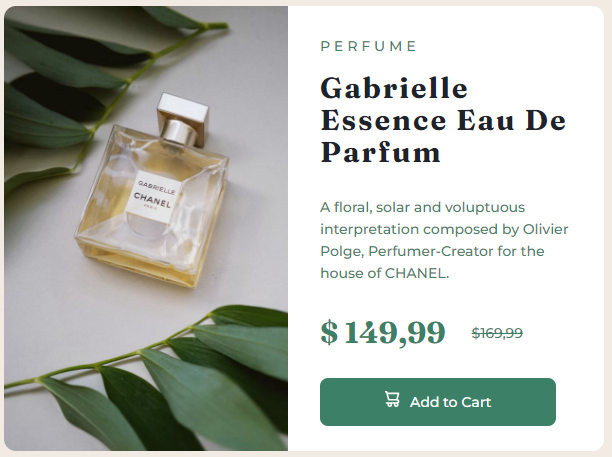 GABRIELLE
CHANEL
PARIS
PERFUME
Gabrielle
Essence Eau De
Parfum
A floral, solar and voluptuous
interpretation composed by Olivier
Polge, Perfumer-Creator for the
house of CHANEL.
$ 149,99 $169,99
Add to Cart